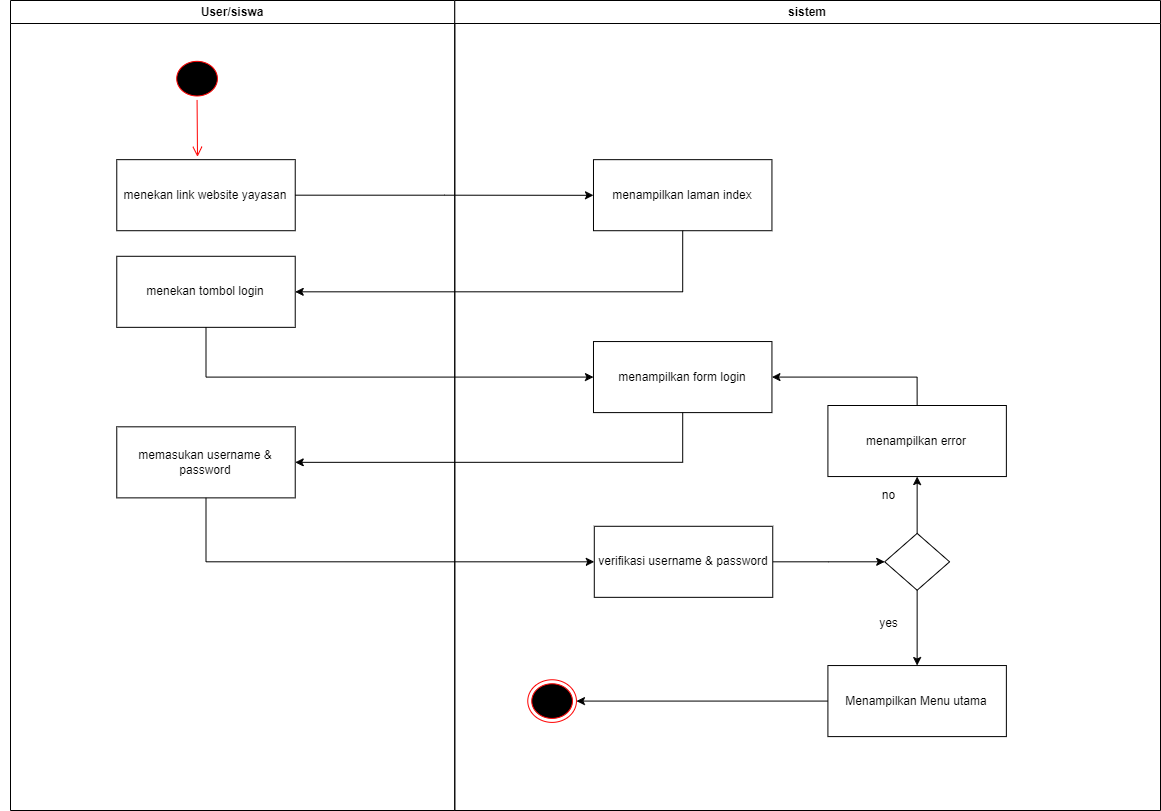 User/siswa
sistem
menekan link website yayasan
menampilkan laman index
menekan tombol login
menampilkan form login
menampilkan error
memasukan username &
password
no
verifikasi username & password
yes
Menampilkan Menu utama